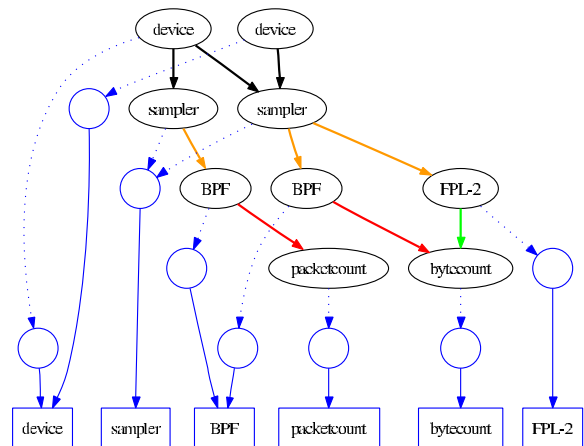 device
device
sampler
sampler
BPF
BPF
FPL-2
packetcount
bytecount
device
sampler
BPF
packetcount
bytecount
FPL-2